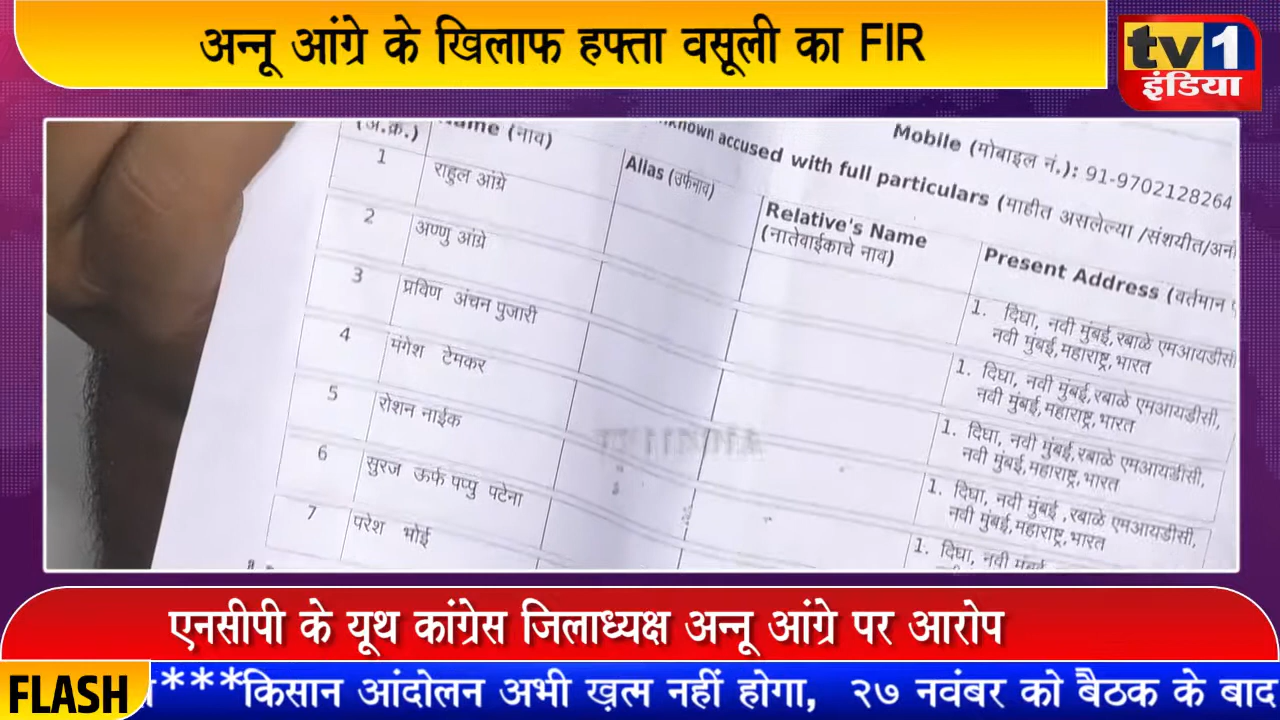 अन्नू आंग्रे के खिलाफ हफ्ता वसूली का FIR
tv1
इंडिया
Mobile (मोबाइल नं.): 91-9702128264
accused with full particulars (माहीत असलेल्या /संशयीत/
(अ.क्र.) Name (नाव) Alias (उर्फनाव) Relative's Name (नातेवाईकाचे नाव) Present Address (वर्तमान
1 राहुल आंग्रे 1. दिघा, नवी मुंबई,रबाळे एमआयडीसी
नवी मुंबई,महाराष्ट्र,भारत
2 अण्णु आंग्रे 1. दिघा, नवी मुंबई,रबाळे एमआयडीसी,
नवी मुंबई,महाराष्ट्र,भारत
3 प्रविण अंचन पुजारी 1. दिघा, नवी मुंबई,रबाळे एमआयडीसी,
नवी मुंबई,महाराष्ट्र,भारत
4 मंगेश टेमकर 1. दिघा, नवी मुंबई ,रबाळे एमआयडीसी,
नवी मुंबई,महाराष्ट्र,भारत
5 रोशन नाईक 1. दिघा, नवी मुंबई,रबाळे एमआयडीसी,
6 सुरज ऊर्फ पप्पु पटेना
7 परेश भोई
एनसीपी के यूथ कांग्रेस जिलाध्यक्ष अन्नू आंग्रे पर आरोप
FLASH ***किसान आंदोलन अभी ख़त्म नहीं होगा, २७ नवंबर को बैठक के बाद